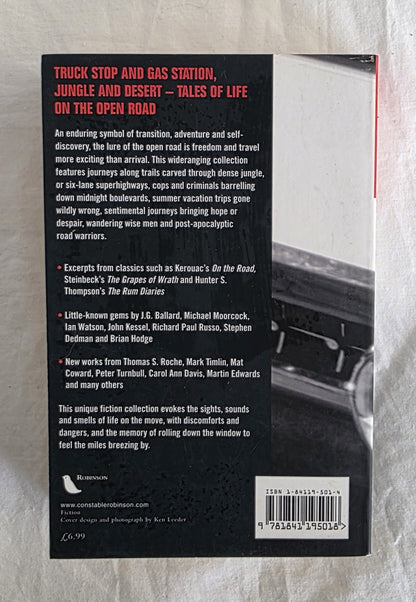 TRUCK STOP AND GAS STATION,
JUNGLE AND DESERT – TALES OF LIFE
ON THE OPEN ROAD
An enduring symbol of transition, adventure and self-
discovery, the lure of the open road is freedom and travel
more exciting than arrival. This wideranging collection
features journeys along trails carved through dense jungle,
or six-lane superhighways, cops and criminals barrelling
down midnight boulevards, summer vacation trips gone
wildly wrong, sentimental journeys bringing hope or
despair, wandering wise men and post-apocalyptic
road warriors.
• Excerpts from classics such as Kerouac's On the Road,
Steinbeck's The Grapes of Wrath and Hunter S.
Thompson's The Rum Diaries
• Little-known gems by J.G. Ballard, Michael Moorcock,
Ian Watson, John Kessel, Richard Paul Russo, Stephen
Dedman and Brian Hodge
• New works from Thomas S. Roche, Mark Timlin, Mat
Coward, Peter Turnbull, Carol Ann Davis, Martin Edwards
and many others
This unique fiction collection evokes the sights, sounds
and smells of life on the move, with discomforts and
dangers, and the memory of rolling down the window to
feel the miles breezing by.
ROBINSON
www.constablerobinson.com
Fiction
Cover design and photograph by Ken Leeder
£6.99
ISBN 1-84119-501-4
9 781841 195018 >